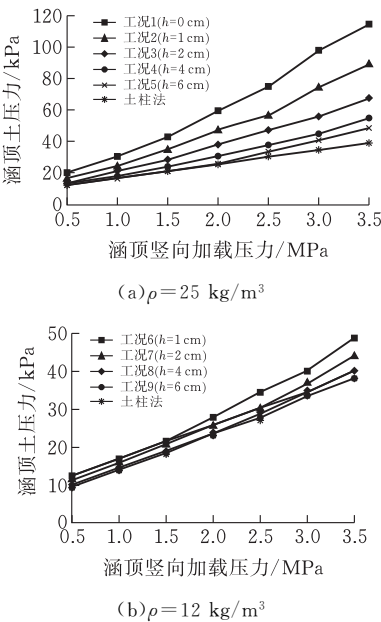 涵顶土压力/kPa
120
100
80
60
40
20
0
工况1(h=0 cm)
工况2(h=1 cm)
工况3(h=2 cm)
工况4(h=4 cm)
工况5(h=6 cm)
土柱法
0.5 1.0 1.5 2.0 2.5 3.0 3.5
涵顶竖向加载压力/MPa
(a)ρ=25 kg/m³
涵顶土压力/kPa
50
40
30
20
10
0
工况6(h=1 cm)
工况7(h=2 cm)
工况8(h=4 cm)
工况9(h=6 cm)
土柱法
0.5 1.0 1.5 2.0 2.5 3.0 3.5
涵顶竖向加载压力/MPa
(b)ρ=12 kg/m³